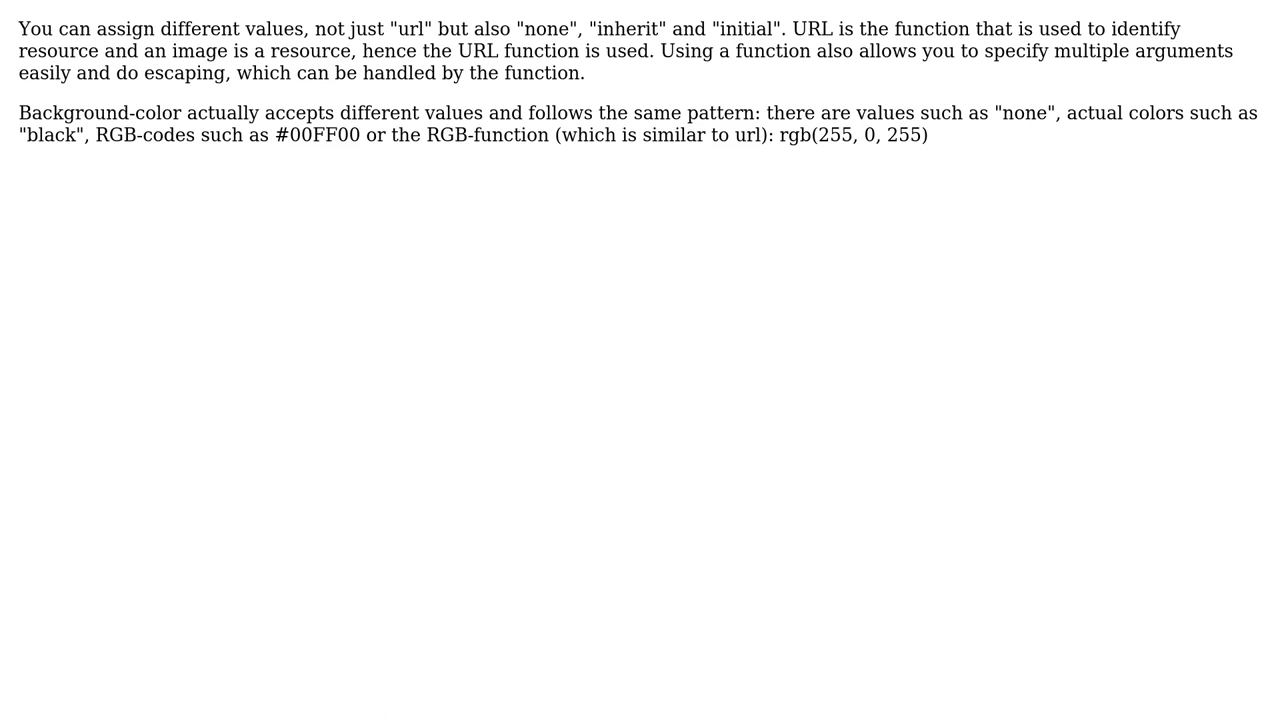 You can assign different values, not just "url" but also "none", "inherit" and "initial". URL is the function that is used to identify
resource and an image is a resource, hence the URL function is used. Using a function also allows you to specify multiple arguments
easily and do escaping, which can be handled by the function.
Background-color actually accepts different values and follows the same pattern: there are values such as "none", actual colors such as
"black", RGB-codes such as #00FF00 or the RGB-function (which is similar to url): rgb(255, 0, 255)